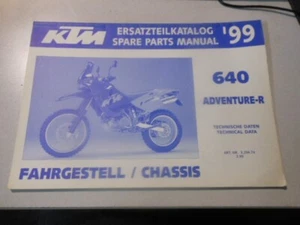 KTM
ERSATZTEILKATALOG '99
SPARE PARTS MANUAL
640
ADVENTURE-R
TECHNISCHE DATEN
TECHNICAL DATA
FAHRGESTELL / CHASSIS